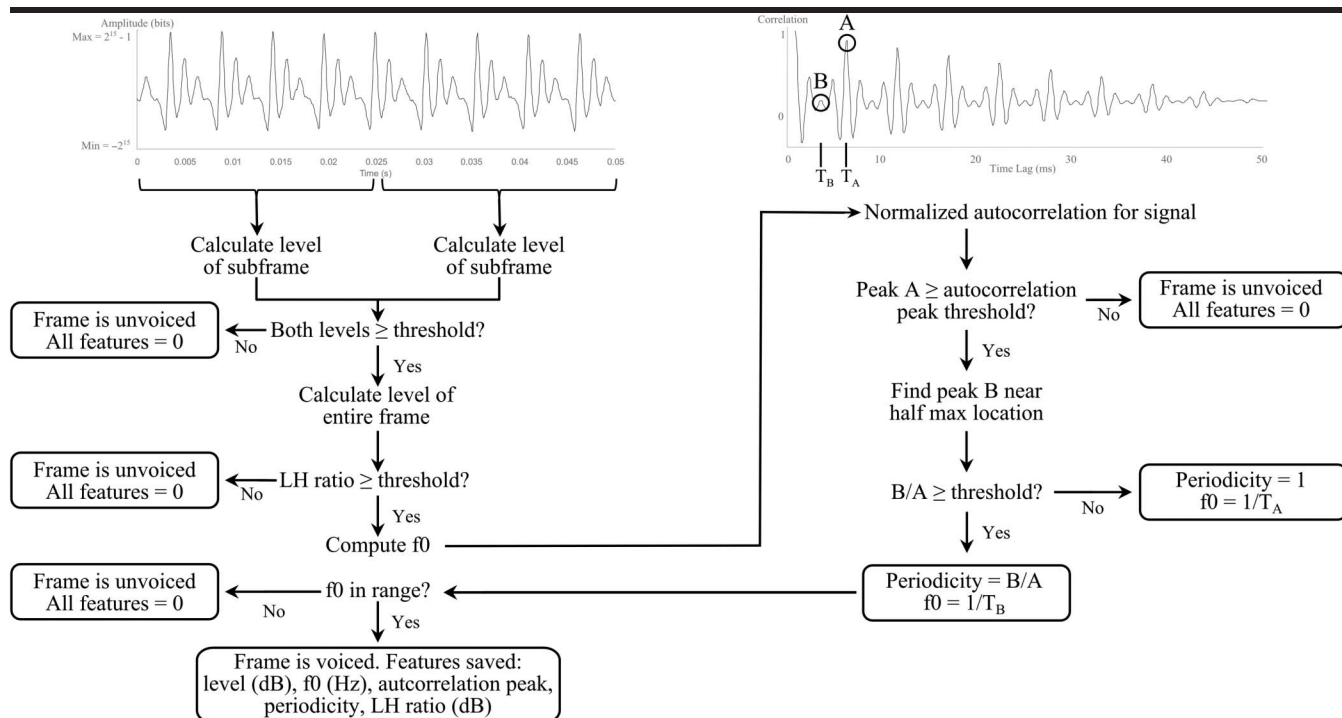 Amplitude (bits)
Max = 2¹⁵ - 1
Min = −2¹⁵
0 0.005 0.01 0.015 0.02 0.025 0.03 0.035 0.04 0.045 0.05
Time (s)
Correlation
1
0
A
B
0 10 20 30 40 50
T_B T_A
Time Lag (ms)
Calculate level
of subframe
Calculate level
of subframe
Both levels ≥ threshold?
No
Frame is unvoiced
All features = 0
Yes
Calculate level of
entire frame
LH ratio ≥ threshold?
No
Frame is unvoiced
All features = 0
Yes
Compute f0
Normalized autocorrelation for signal
Peak A ≥ autocorrelation
peak threshold?
No
Frame is unvoiced
All features = 0
Yes
Find peak B near
half max location
B/A ≥ threshold?
No
Periodicity = 1
f0 = 1/T_A
Yes
Periodicity = B/A
f0 = 1/T_B
f0 in range?
No
Frame is unvoiced
All features = 0
Yes
Frame is voiced. Features saved:
level (dB), f0 (Hz), autcorrelation peak,
periodicity, LH ratio (dB)